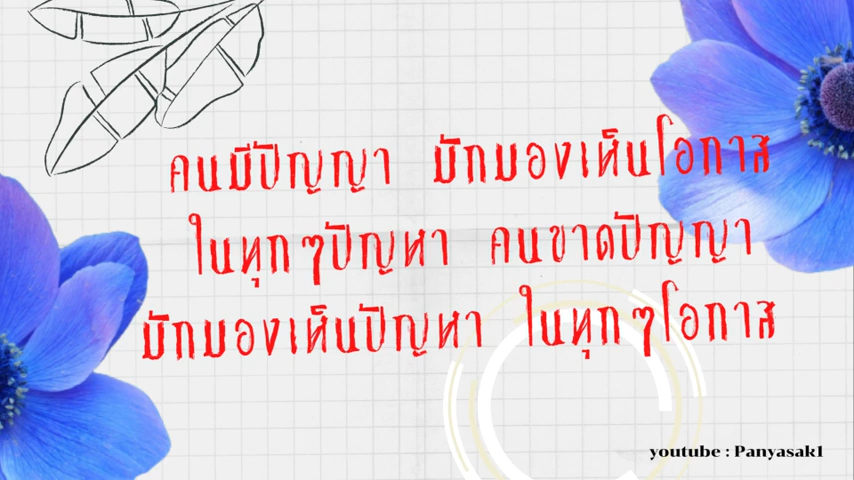 คนมีปัญญา มักมองเห็นโอกาส
ในทุกๆปัญหา คนขาดปัญญา
มักมองเห็นปัญหา ในทุกๆโอกาส
youtube : Panyasak1